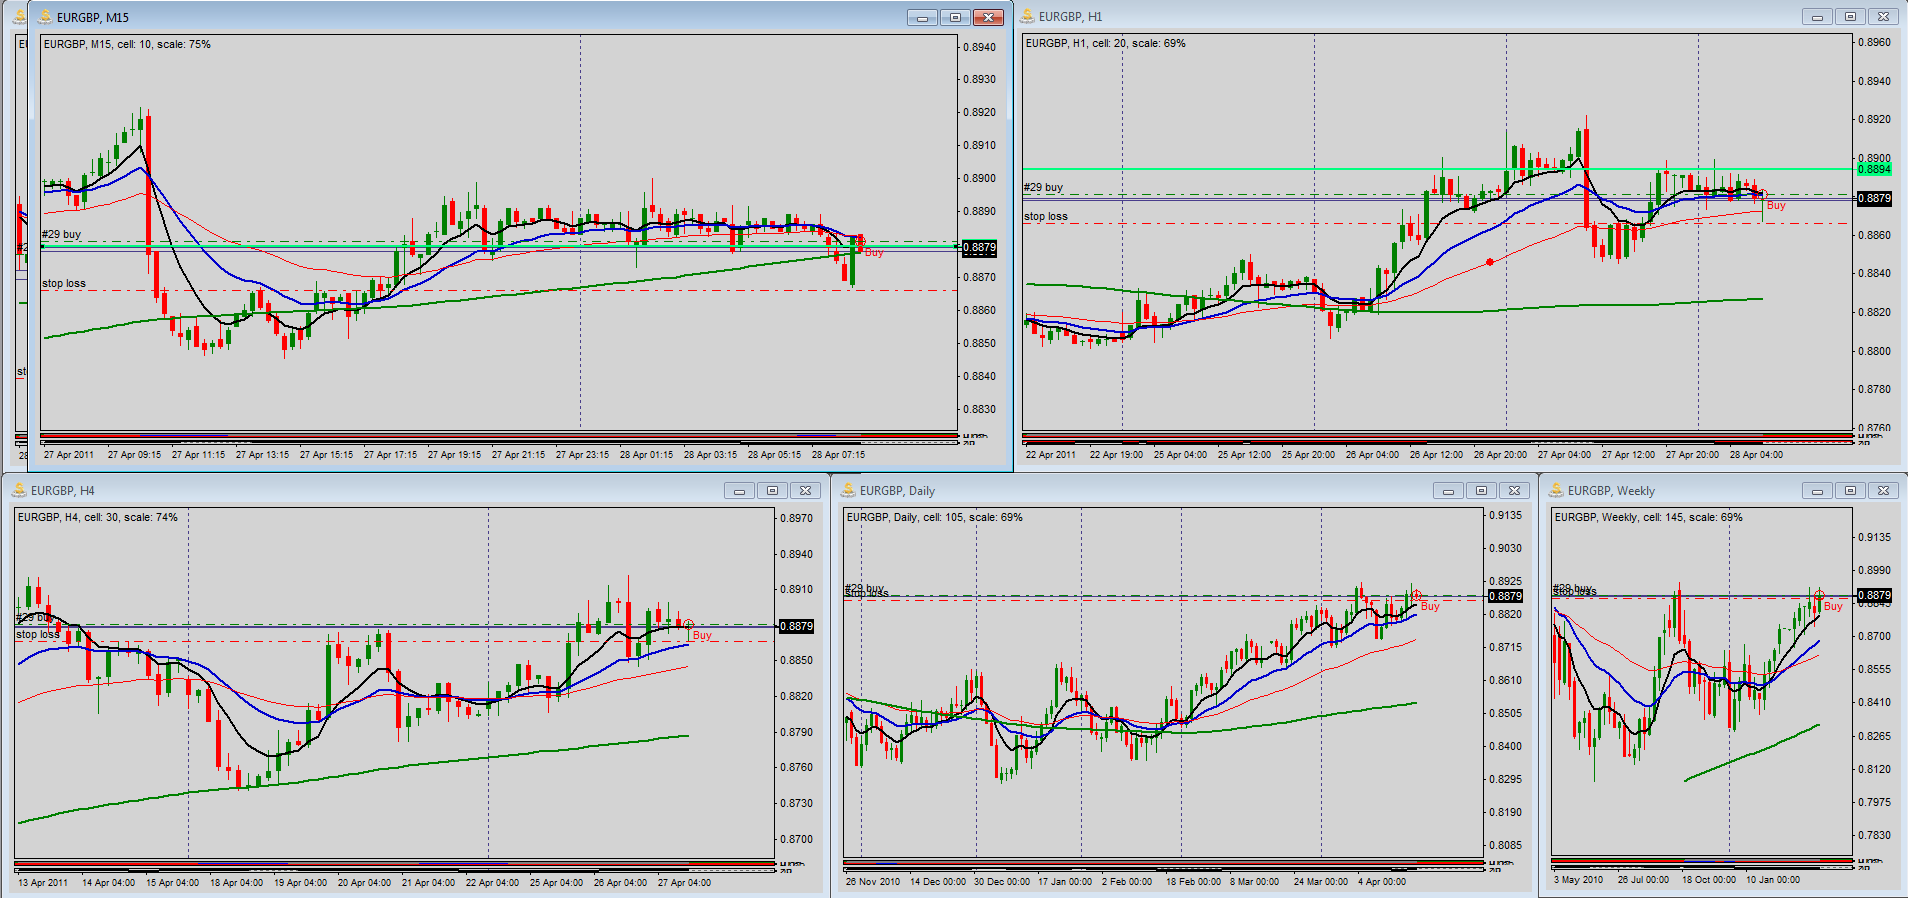 EURGBP, M15
EURGBP, M15, cell: 10, scale: 75%
#29 buy
stop loss
Buy
0.8940
0.8930
0.8920
0.8910
0.8900
0.8890
0.8879
0.8870
0.8860
0.8850
0.8840
0.8830
27 Apr 2011 27 Apr 09:15 27 Apr 11:15 27 Apr 13:15 27 Apr 15:15 27 Apr 17:15 27 Apr 19:15 27 Apr 21:15 27 Apr 23:15 28 Apr 01:15 28 Apr 03:15 28 Apr 05:15 28 Apr 07:15
EURGBP, H1
EURGBP, H1, cell: 20, scale: 69%
#29 buy
stop loss
Buy
0.8960
0.8940
0.8920
0.8900
0.8894
0.8879
0.8860
0.8840
0.8820
0.8800
0.8780
0.8760
22 Apr 2011 22 Apr 19:00 25 Apr 04:00 25 Apr 12:00 25 Apr 20:00 26 Apr 04:00 26 Apr 12:00 26 Apr 20:00 27 Apr 04:00 27 Apr 12:00 27 Apr 20:00 28 Apr 04:00
EURGBP, H4
EURGBP, H4, cell: 30, scale: 74%
#29 buy
stop loss
Buy
0.8970
0.8940
0.8910
0.8879
0.8850
0.8820
0.8790
0.8760
0.8730
0.8700
13 Apr 2011 14 Apr 04:00 15 Apr 04:00 18 Apr 04:00 19 Apr 04:00 20 Apr 04:00 21 Apr 04:00 22 Apr 04:00 25 Apr 04:00 26 Apr 04:00 27 Apr 04:00
EURGBP, Daily
EURGBP, Daily, cell: 105, scale: 69%
#29 buy
stop loss
Buy
0.9135
0.9030
0.8925
0.8879
0.8820
0.8715
0.8610
0.8505
0.8400
0.8295
0.8190
0.8085
26 Nov 2010 14 Dec 00:00 30 Dec 00:00 17 Jan 00:00 2 Feb 00:00 18 Feb 00:00 8 Mar 00:00 24 Mar 00:00 4 Apr 00:00
EURGBP, Weekly
EURGBP, Weekly, cell: 145, scale: 69%
#29 buy
stop loss
Buy
0.9135
0.8990
0.8879
0.8845
0.8700
0.8555
0.8410
0.8265
0.8120
0.7975
0.7830
3 May 2010 26 Jul 00:00 18 Oct 00:00 10 Jan 00:00